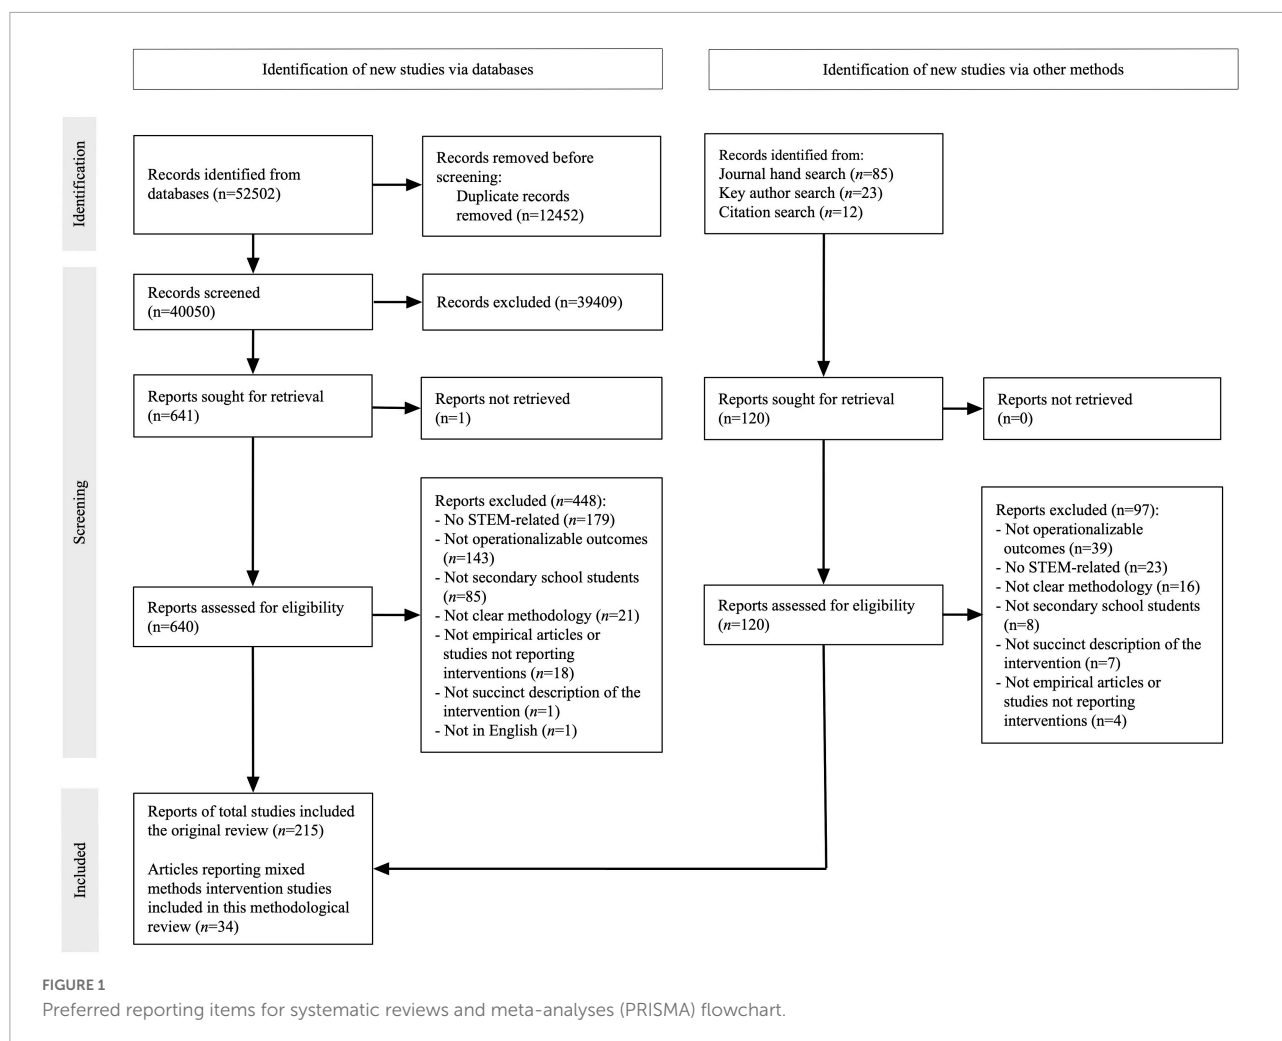 Identification of new studies via databases
Identification of new studies via other methods
Identification
Records identified from
databases (n=52502)
Records removed before
screening:
Duplicate records
removed (n=12452)
Records identified from:
Journal hand search (n=85)
Key author search (n=23)
Citation search (n=12)
Screening
Records screened
(n=40050)
Records excluded (n=39409)
Reports sought for retrieval
(n=641)
Reports not retrieved
(n=1)
Reports sought for retrieval
(n=120)
Reports not retrieved
(n=0)
Reports assessed for eligibility
(n=640)
Reports excluded (n=448):
- No STEM-related (n=179)
- Not operationalizable outcomes
(n=143)
- Not secondary school students
(n=85)
- Not clear methodology (n=21)
- Not empirical articles or
studies not reporting
interventions (n=18)
- Not succinct description of the
intervention (n=1)
- Not in English (n=1)
Reports assessed for eligibility
(n=120)
Reports excluded (n=97):
- Not operationalizable
outcomes (n=39)
- No STEM-related (n=23)
- Not clear methodology (n=16)
- Not secondary school students
(n=8)
- Not succinct description of the
intervention (n=7)
- Not empirical articles or
studies not reporting
interventions (n=4)
Included
Reports of total studies included
the original review (n=215)
Articles reporting mixed
methods intervention studies
included in this methodological
review (n=34)
FIGURE 1
Preferred reporting items for systematic reviews and meta-analyses (PRISMA) flowchart.